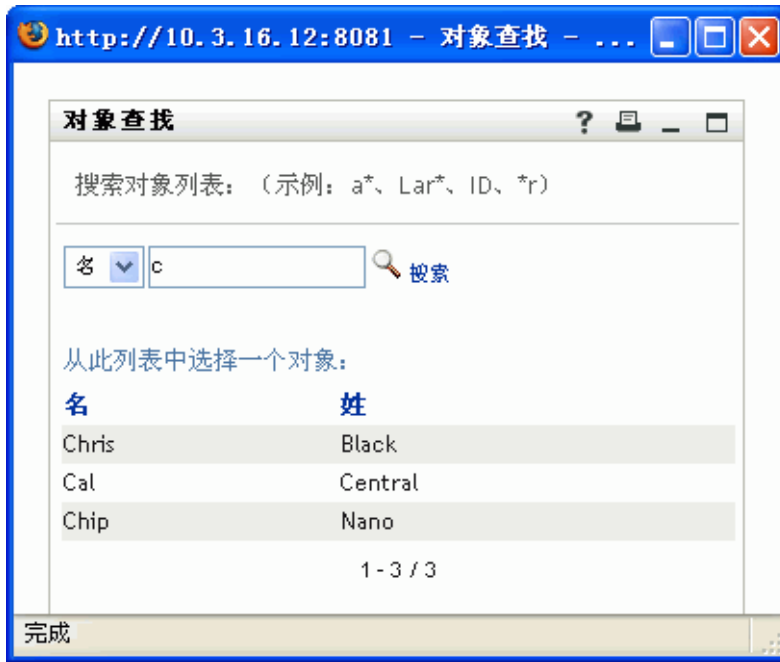 http://10.3.16.12:8081 - 对象查找 - ...
对象查找
搜索对象列表：（示例：a*、Lar*、ID、*r）
名 c 搜索
从此列表中选择一个对象：
名 姓
Chris Black
Cal Central
Chip Nano
1 - 3 / 3
完成